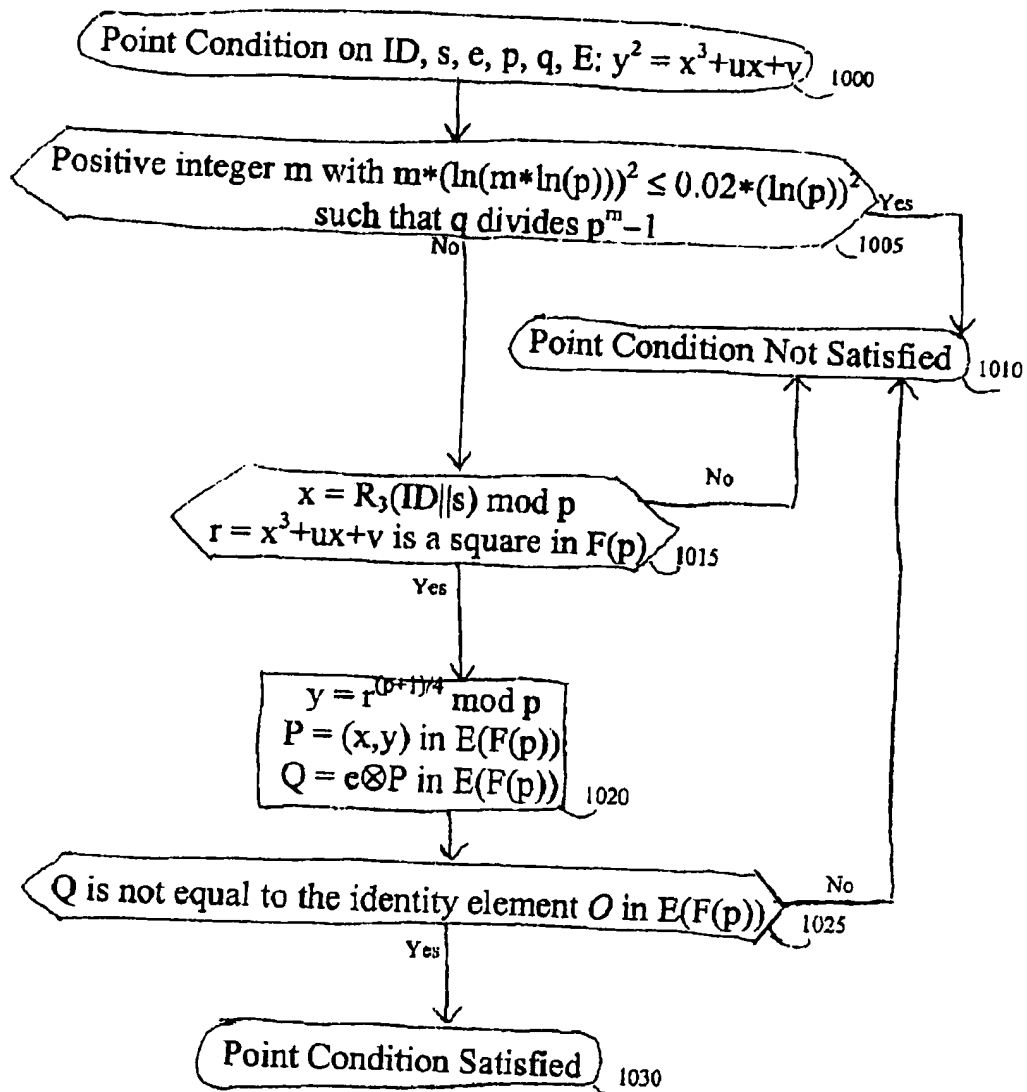 Point Condition on ID, s, e, p, q, E: y² = x³+ux+v
1000
Positive integer m with m*(ln(m*ln(p)))² ≤ 0.02*(ln(p))²
such that q divides pᵐ−1
Yes
1005
No
Point Condition Not Satisfied
1010
No
x = R₃(ID||s) mod p
r = x³+ux+v is a square in F(p)
1015
Yes
y = r^(p+1)/4 mod p
P = (x,y) in E(F(p))
Q = e⊗P in E(F(p))
1020
Q is not equal to the identity element O in E(F(p))
No
1025
Yes
Point Condition Satisfied
1030